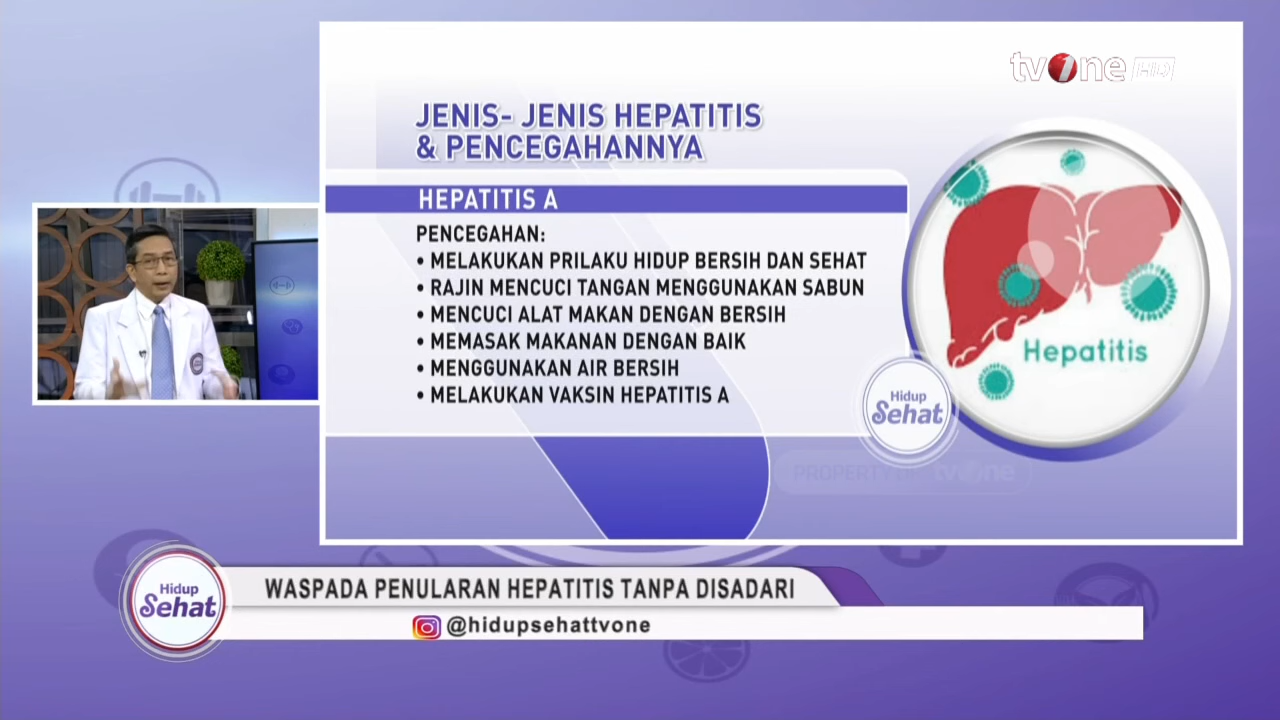 tvOne HD
JENIS- JENIS HEPATITIS
& PENCEGAHANNYA
HEPATITIS A
PENCEGAHAN:
• MELAKUKAN PRILAKU HIDUP BERSIH DAN SEHAT
• RAJIN MENCUCI TANGAN MENGGUNAKAN SABUN
• MENCUCI ALAT MAKAN DENGAN BERSIH
• MEMASAK MAKANAN DENGAN BAIK
• MENGGUNAKAN AIR BERSIH
• MELAKUKAN VAKSIN HEPATITIS A
Hepatitis
Hidup
Sehat
PROPERTY tvOne
Hidup
Sehat
WASPADA PENULARAN HEPATITIS TANPA DISADARI
@hidupsehattvone